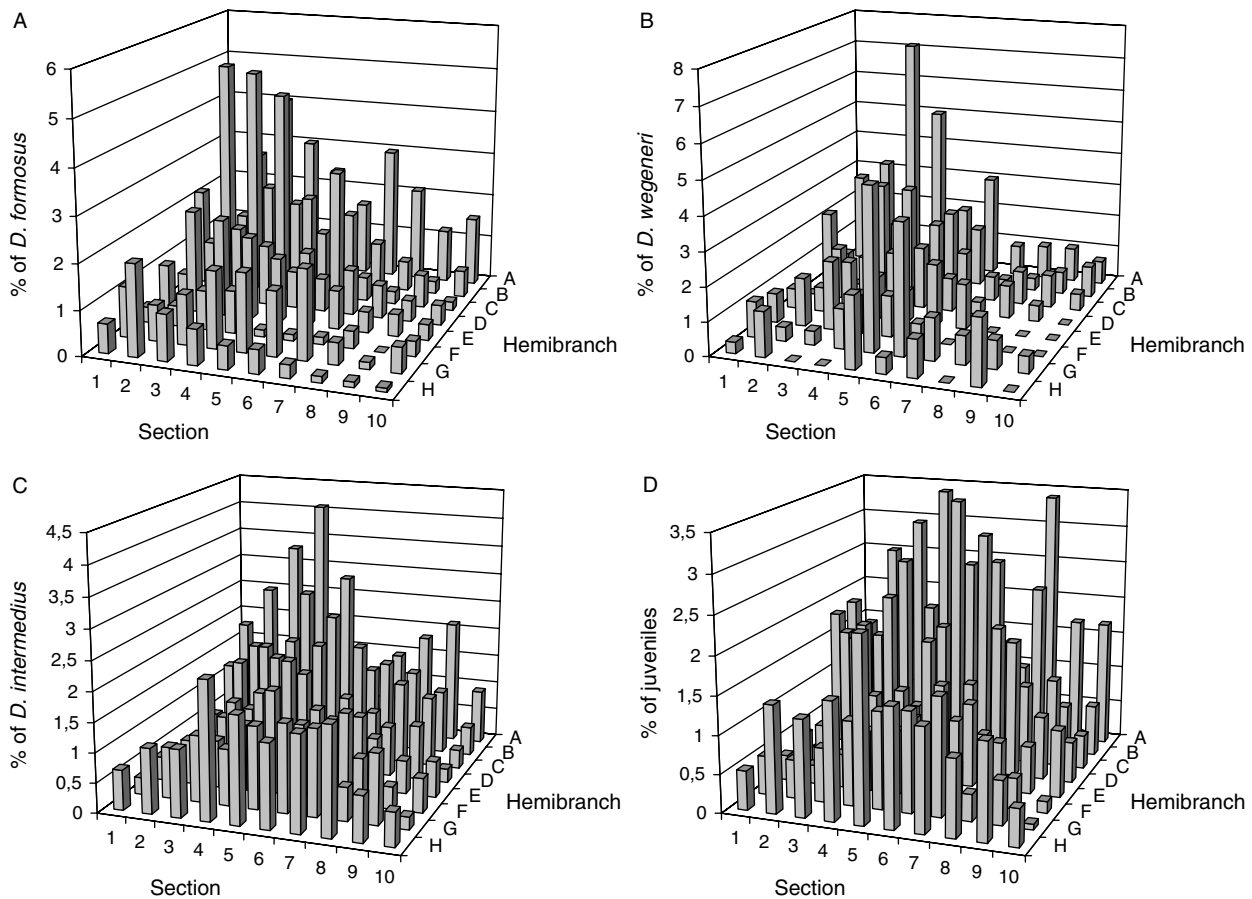 A
% of D. formosus
6
5
4
3
2
1
0
1 2 3 4 5 6 7 8 9 10
Section
A
B
C
D
E
F
G
H
Hemibranch
B
% of D. wegeneri
8
7
6
5
4
3
2
1
0
1 2 3 4 5 6 7 8 9 10
Section
A
B
C
D
E
F
G
H
Hemibranch
C
% of D. intermedius
4,5
4
3,5
3
2,5
2
1,5
1
0,5
0
1 2 3 4 5 6 7 8 9 10
Section
A
B
C
D
E
F
G
H
Hemibranch
D
% of juveniles
3,5
3
2,5
2
1,5
1
0,5
0
1 2 3 4 5 6 7 8 9 10
Section
A
B
C
D
E
F
G
H
Hemibranch